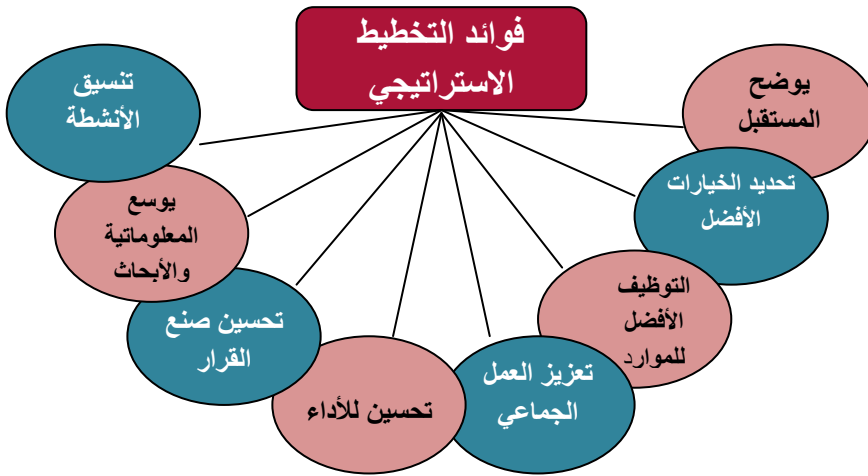 فوائد التخطيط
الاستراتيجي
يوضح
المستقبل
تحديد الخيارات
الأفضل
التوظيف
الأفضل
للموارد
تعزيز العمل
الجماعي
تحسين للأداء
تحسين صنع
القرار
يوسع
المعلوماتية
والأبحاث
تنسيق
الأنشطة